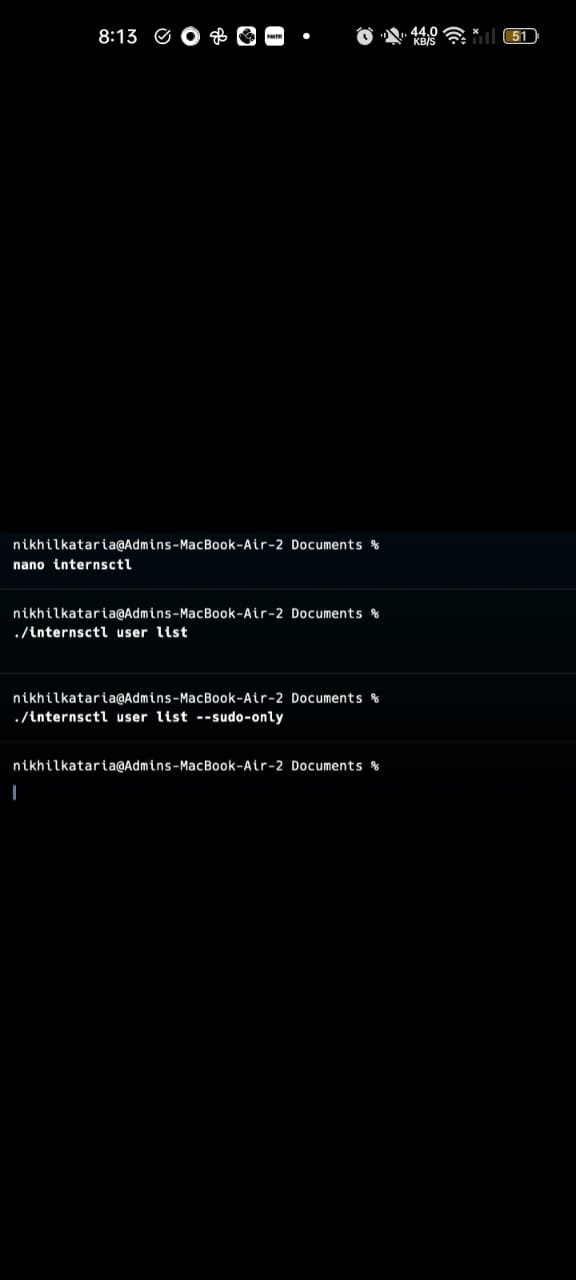 8:13
44.0
KB/S
51
nikhilkataria@Admins-MacBook-Air-2 Documents %
nano internsctl
nikhilkataria@Admins-MacBook-Air-2 Documents %
./internsctl user list
nikhilkataria@Admins-MacBook-Air-2 Documents %
./internsctl user list --sudo-only
nikhilkataria@Admins-MacBook-Air-2 Documents %